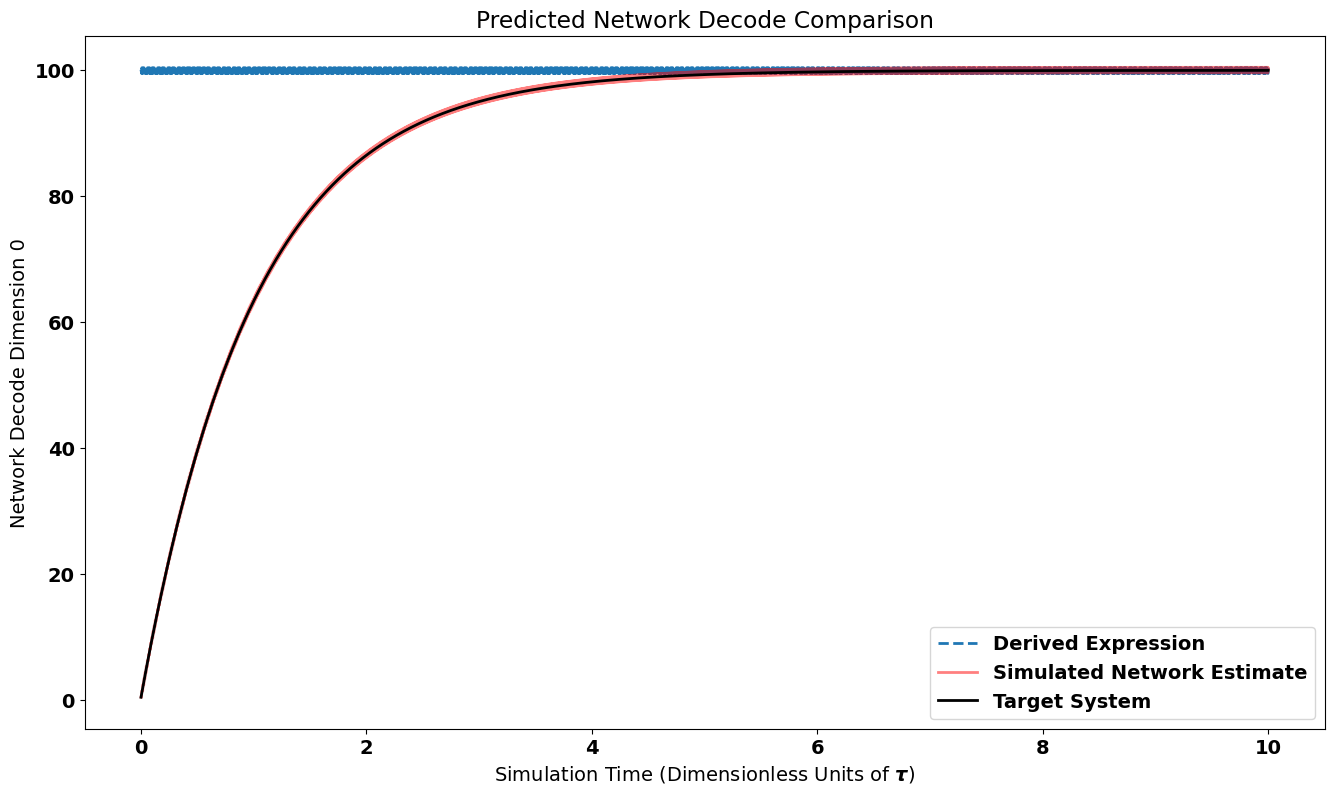 Predicted Network Decode Comparison
Network Decode Dimension 0
100
80
60
40
20
0
0 2 4 6 8 10
Simulation Time (Dimensionless Units of τ)
Derived Expression
Simulated Network Estimate
Target System